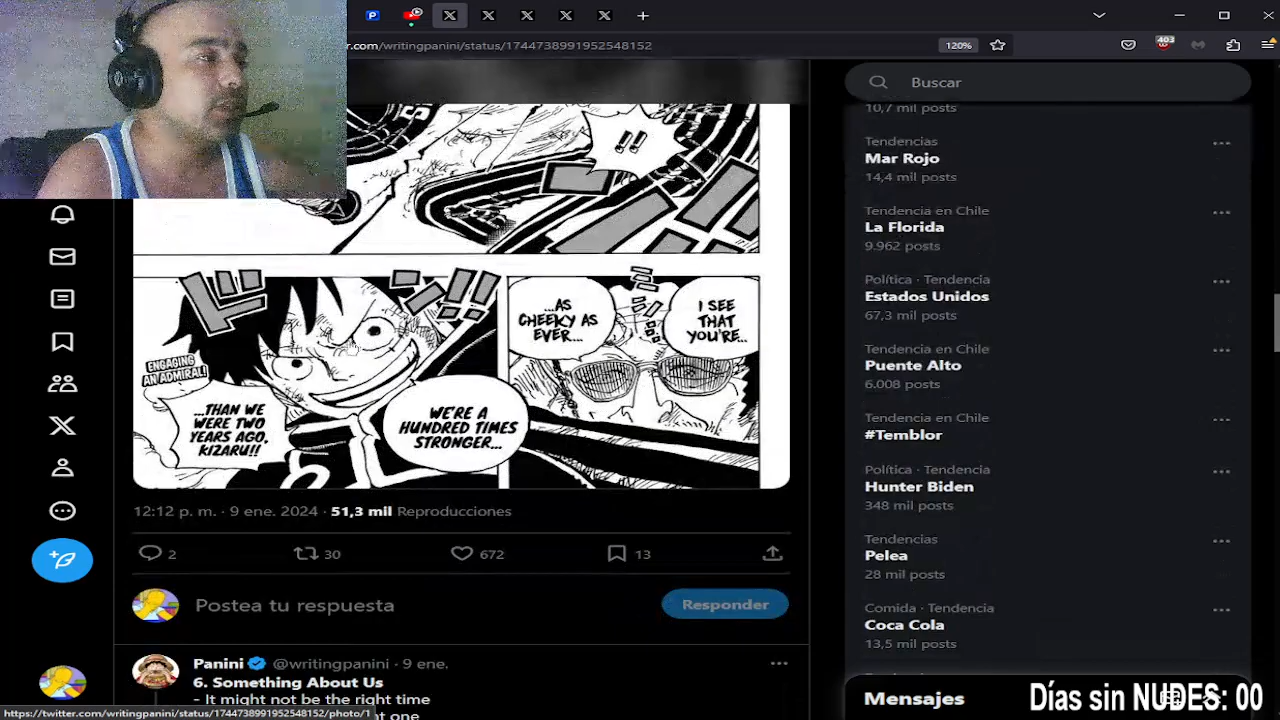 403
.com/writingpanini/status/1744738991952548152
120%
Buscar
10,7 mil posts
Tendencias
Mar Rojo
14,4 mil posts
Tendencia en Chile
La Florida
9.962 posts
Política · Tendencia
Estados Unidos
67,3 mil posts
Tendencia en Chile
Puente Alto
6.008 posts
Tendencia en Chile
#Temblor
Política · Tendencia
Hunter Biden
348 mil posts
Tendencias
Pelea
28 mil posts
Comida · Tendencia
Coca Cola
13,5 mil posts
Mensajes
Días sin NUDES: 00
!!
I SEE
THAT
YOU'RE...
...AS
CHEEKY AS
EVER...
ENGAGING
AN ADMIRAL!
WE'RE A
HUNDRED TIMES
STRONGER...
...THAN WE
WERE TWO
YEARS AGO,
KIZARU!!
12:12 p. m. · 9 ene. 2024 · 51,3 mil Reproducciones
2 30 672 13
Postea tu respuesta
Responder
Panini @writingpanini · 9 ene.
6. Something About Us
- It might not be the right time
https://twitter.com/writingpanini/status/1744738991952548152/photo/1